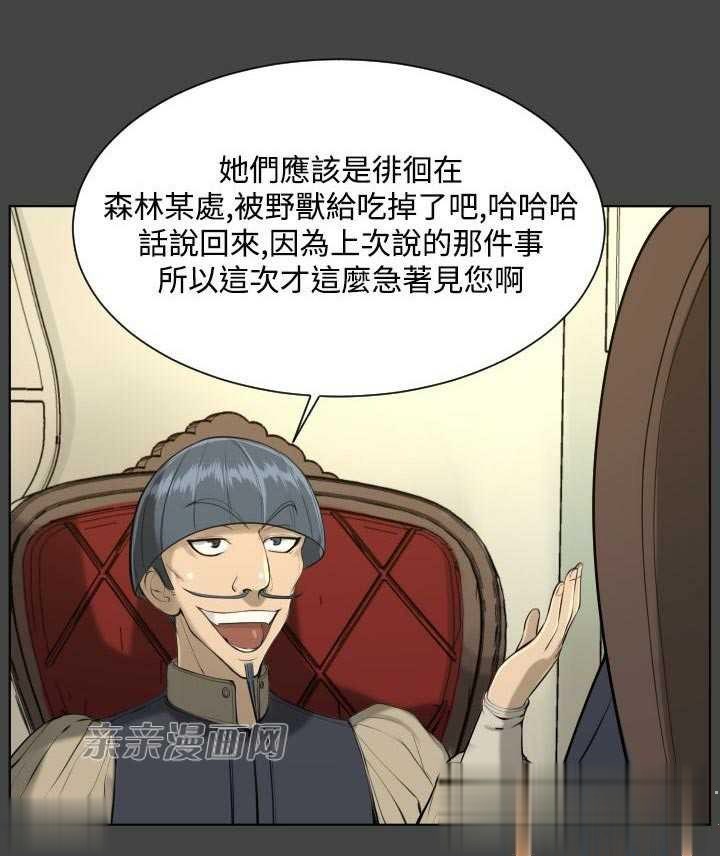 她們應該是徘徊在
森林某處,被野獸給吃掉了吧,哈哈哈
話說回來,因為上次說的那件事
所以這次才這麼急著見您啊
亲亲漫画网